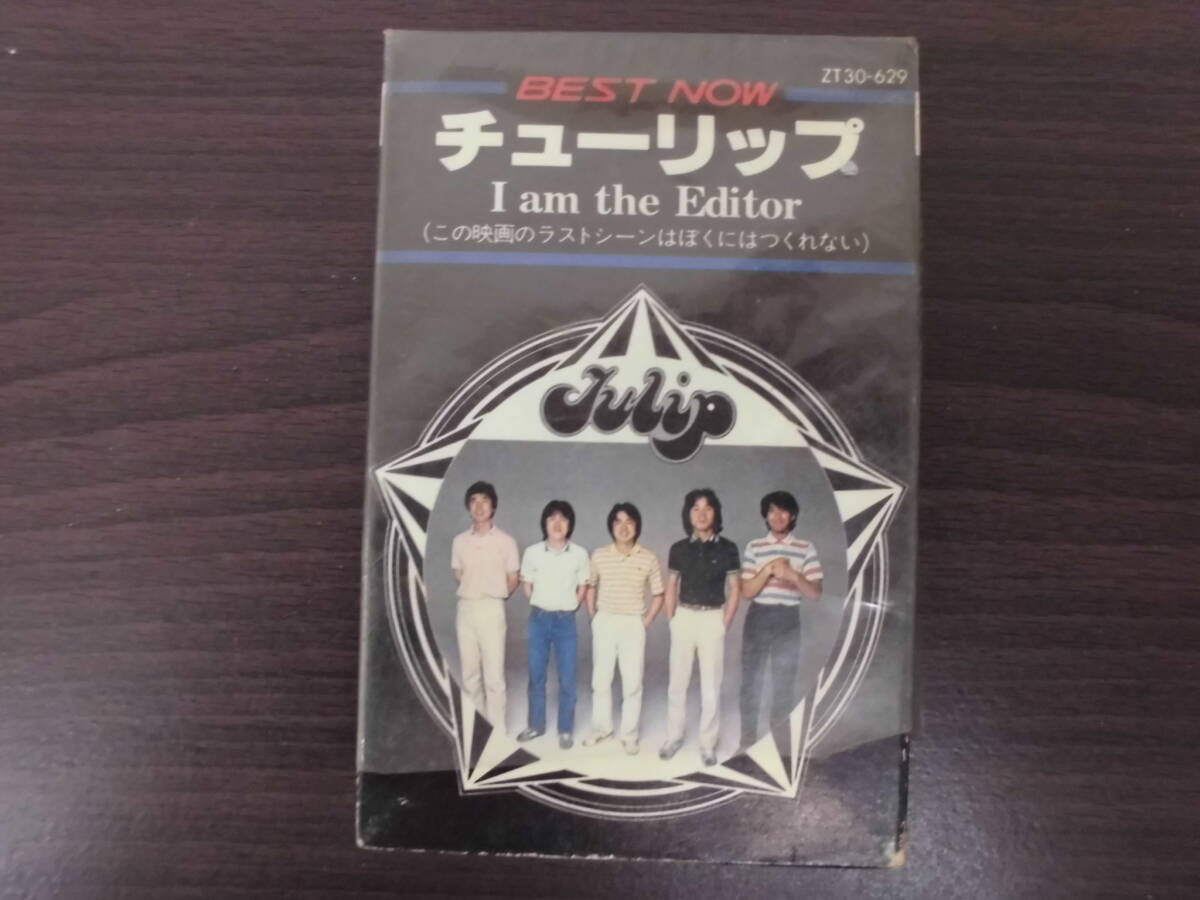 ZT30-629
BEST NOW
チューリップ
I am the Editor
(この映画のラストシーンはぼくにはつくれない)
Tulip